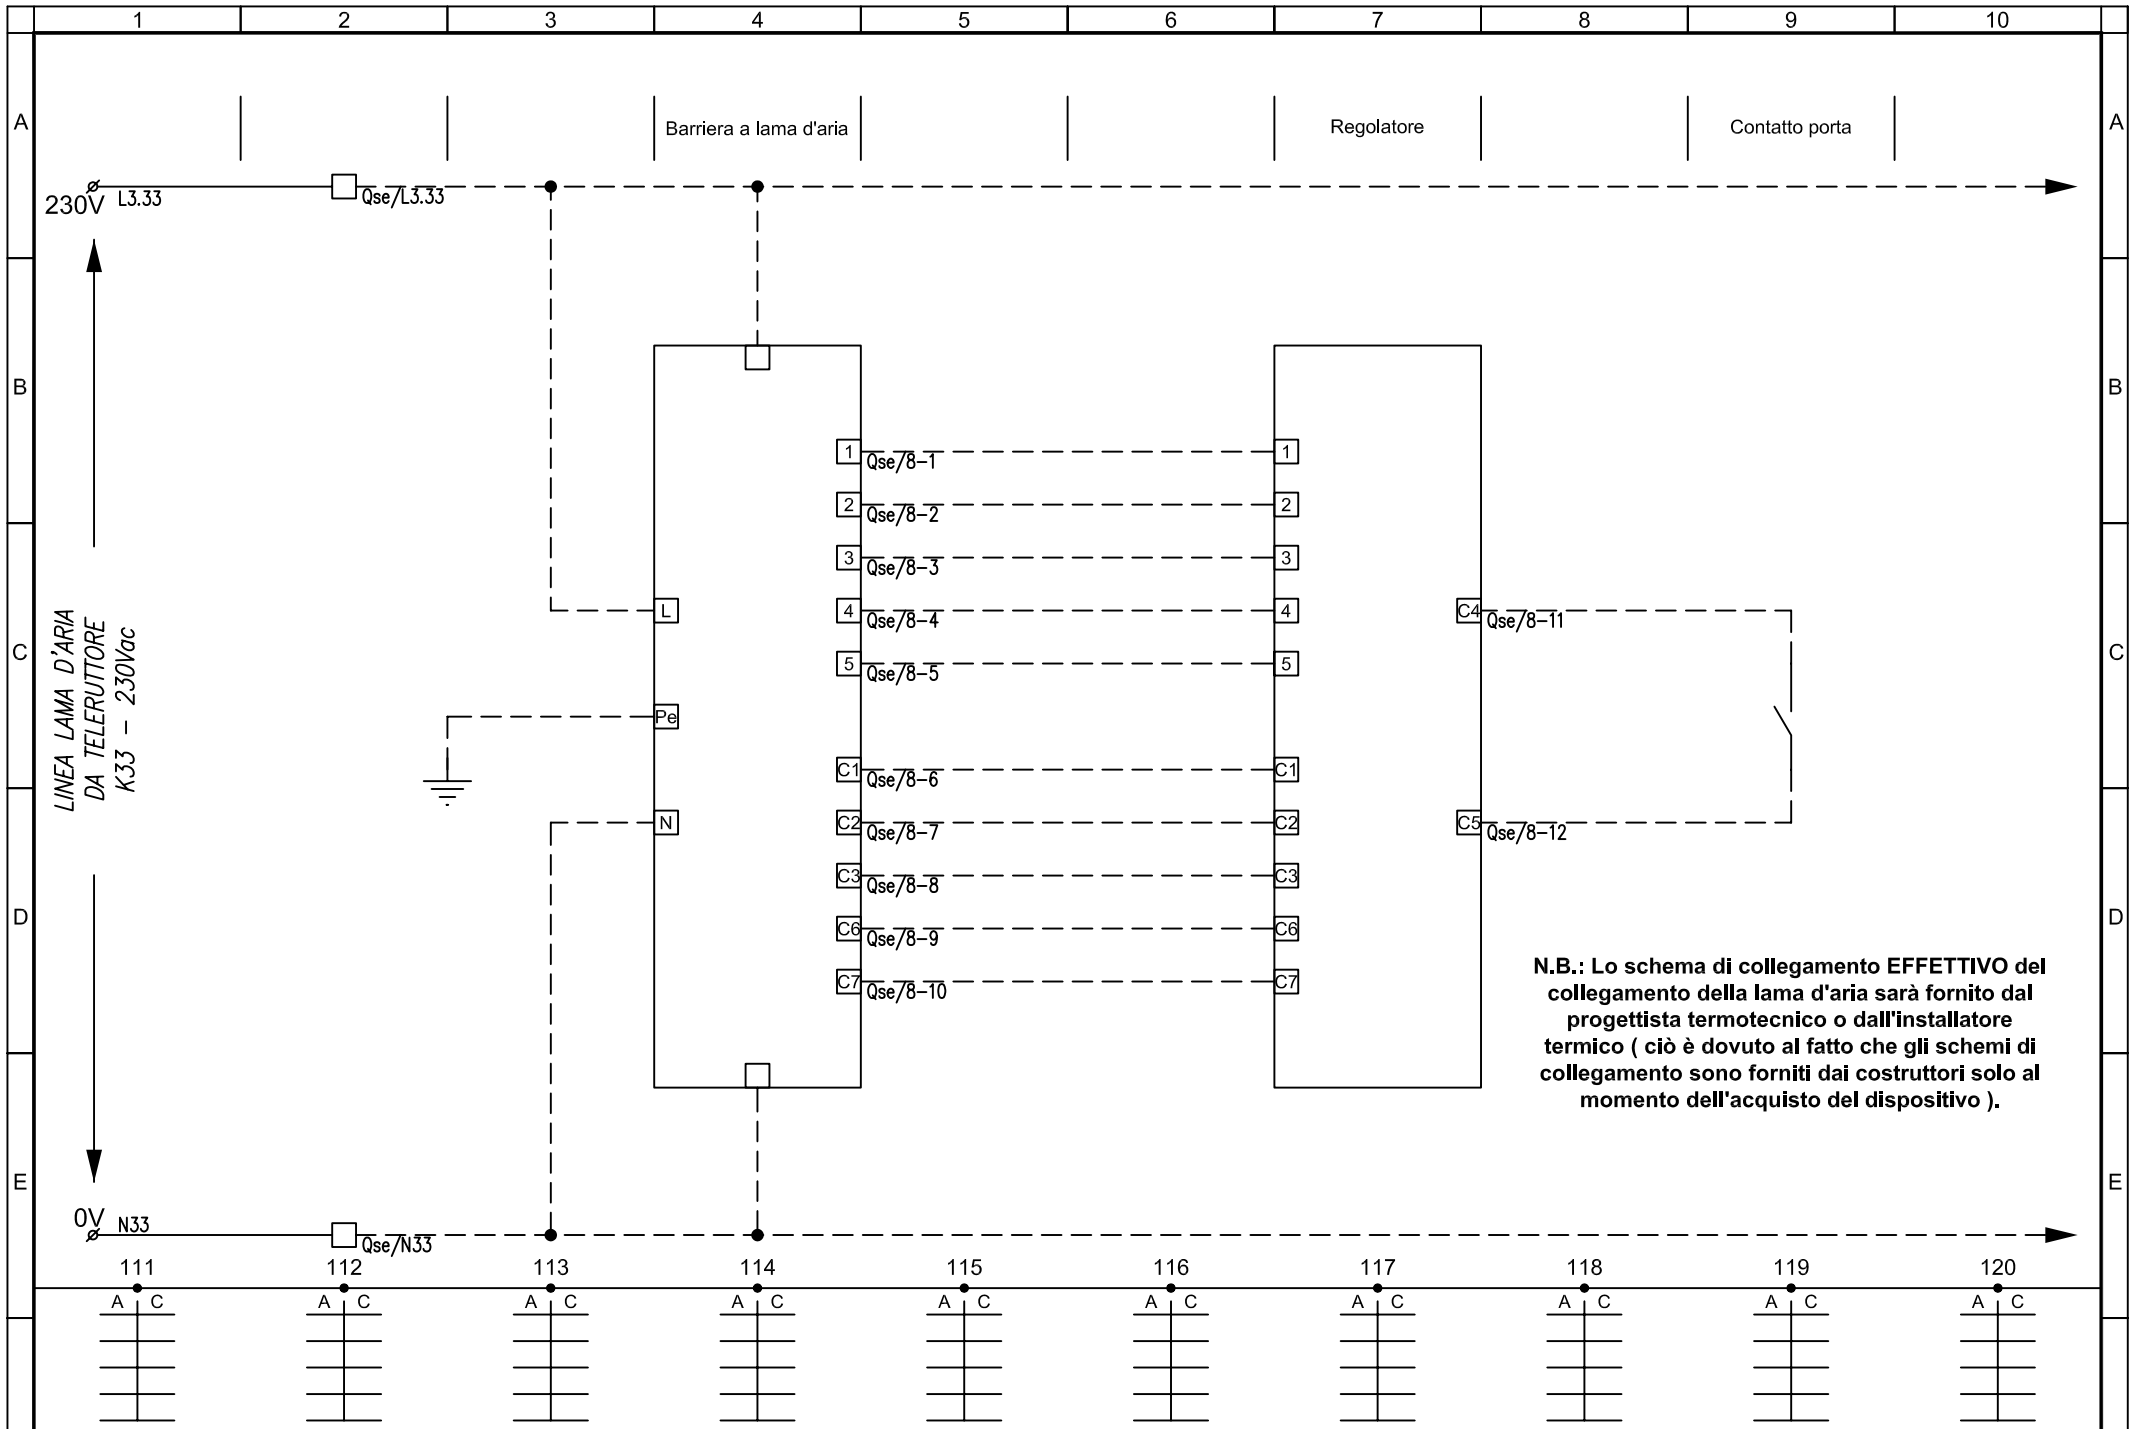 1 2 3 4 5 6 7 8 9 10
A Barriera a lama d'aria Regolatore Contatto porta A
230V L3.33 Qse/L3.33
B B
1 Qse/8-1 1
2 Qse/8-2 2
3 Qse/8-3 3
L 4 Qse/8-4 4 C4 Qse/8-11
C 5 Qse/8-5 5 C
LINEA LAMA D'ARIA
DA TELERUTTORE
K33 - 230Vac
Pe
C1 Qse/8-6 C1
N C2 Qse/8-7 C2 C5 Qse/8-12
C3 Qse/8-8 C3
D C6 Qse/8-9 C6 D
C7 Qse/8-10 C7
N.B.: Lo schema di collegamento EFFETTIVO del
collegamento della lama d'aria sarà fornito dal
progettista termotecnico o dall'installatore
termico ( ciò è dovuto al fatto che gli schemi di
collegamento sono forniti dai costruttori solo al
momento dell'acquisto del dispositivo ).
E E
0V N33 Qse/N33
111 112 113 114 115 116 117 118 119 120
A C A C A C A C A C A C A C A C A C A C